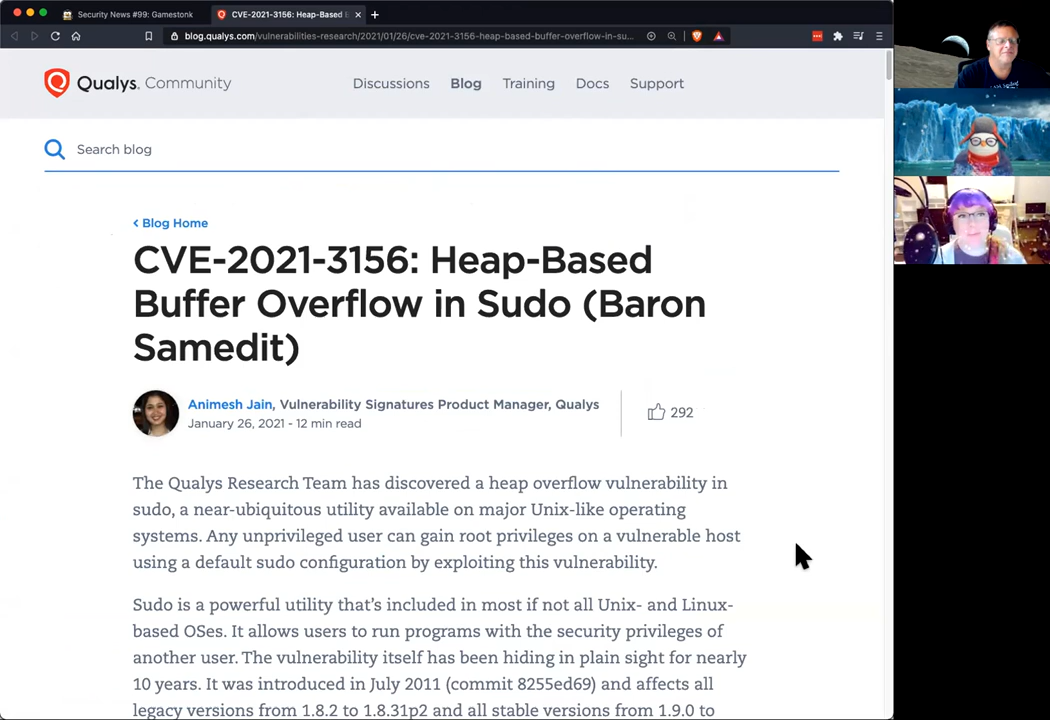 Security News #99: Gamestonk
CVE-2021-3156: Heap-Based
blog.qualys.com/vulnerabilities-research/2021/01/26/cve-2021-3156-heap-based-buffer-overflow-in-su...
Qualys. Community
Discussions
Blog
Training
Docs
Support
Search blog
< Blog Home
CVE-2021-3156: Heap-Based
Buffer Overflow in Sudo (Baron
Samedit)
Animesh Jain, Vulnerability Signatures Product Manager, Qualys
January 26, 2021 - 12 min read
292
The Qualys Research Team has discovered a heap overflow vulnerability in
sudo, a near-ubiquitous utility available on major Unix-like operating
systems. Any unprivileged user can gain root privileges on a vulnerable host
using a default sudo configuration by exploiting this vulnerability.
Sudo is a powerful utility that's included in most if not all Unix- and Linux-
based OSes. It allows users to run programs with the security privileges of
another user. The vulnerability itself has been hiding in plain sight for nearly
10 years. It was introduced in July 2011 (commit 8255ed69) and affects all
legacy versions from 1.8.2 to 1.8.31p2 and all stable versions from 1.9.0 to